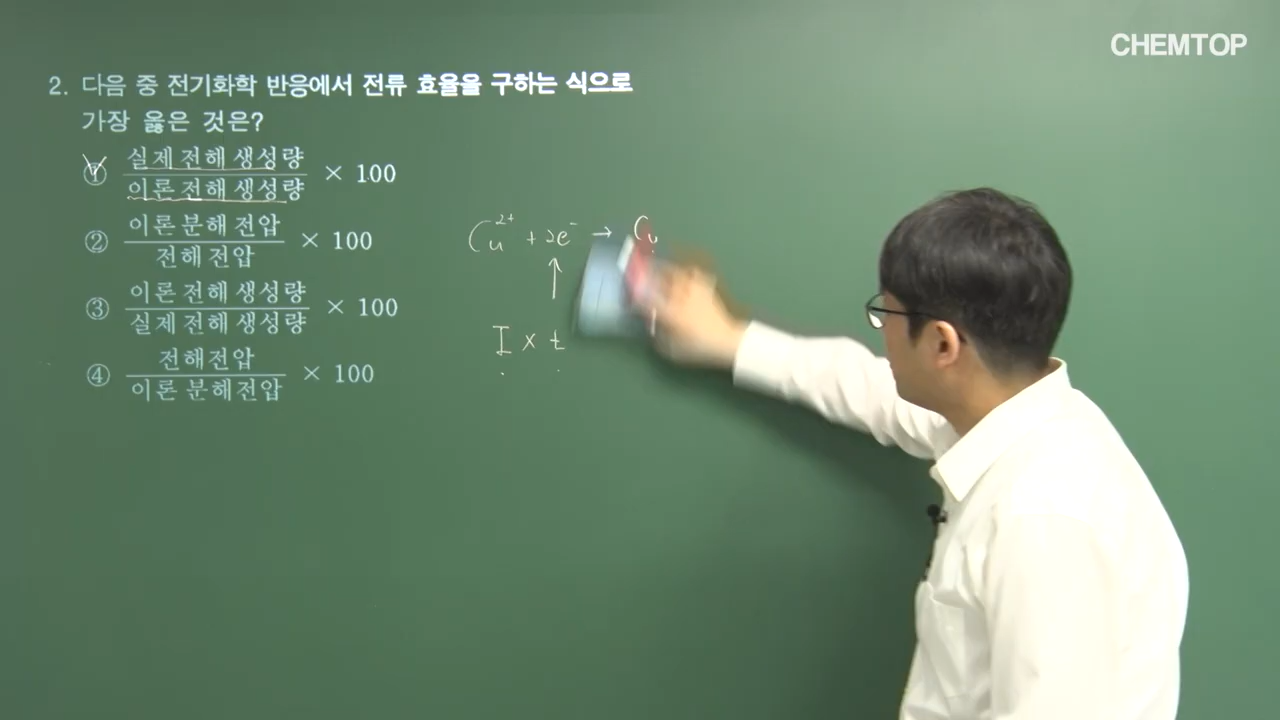 CHEMTOP
2. 다음 중 전기화학 반응에서 전류 효율을 구하는 식으로
가장 옳은 것은?
① 실제 전해 생성량
이론 전해 생성량 × 100
② 이론 분해 전압
전해 전압 × 100
③ 이론 전해 생성량
실제 전해 생성량 × 100
④ 전해전압
이론 분해전압 × 100
Cu²⁺ + 2e⁻ → Cu
↑
I × t